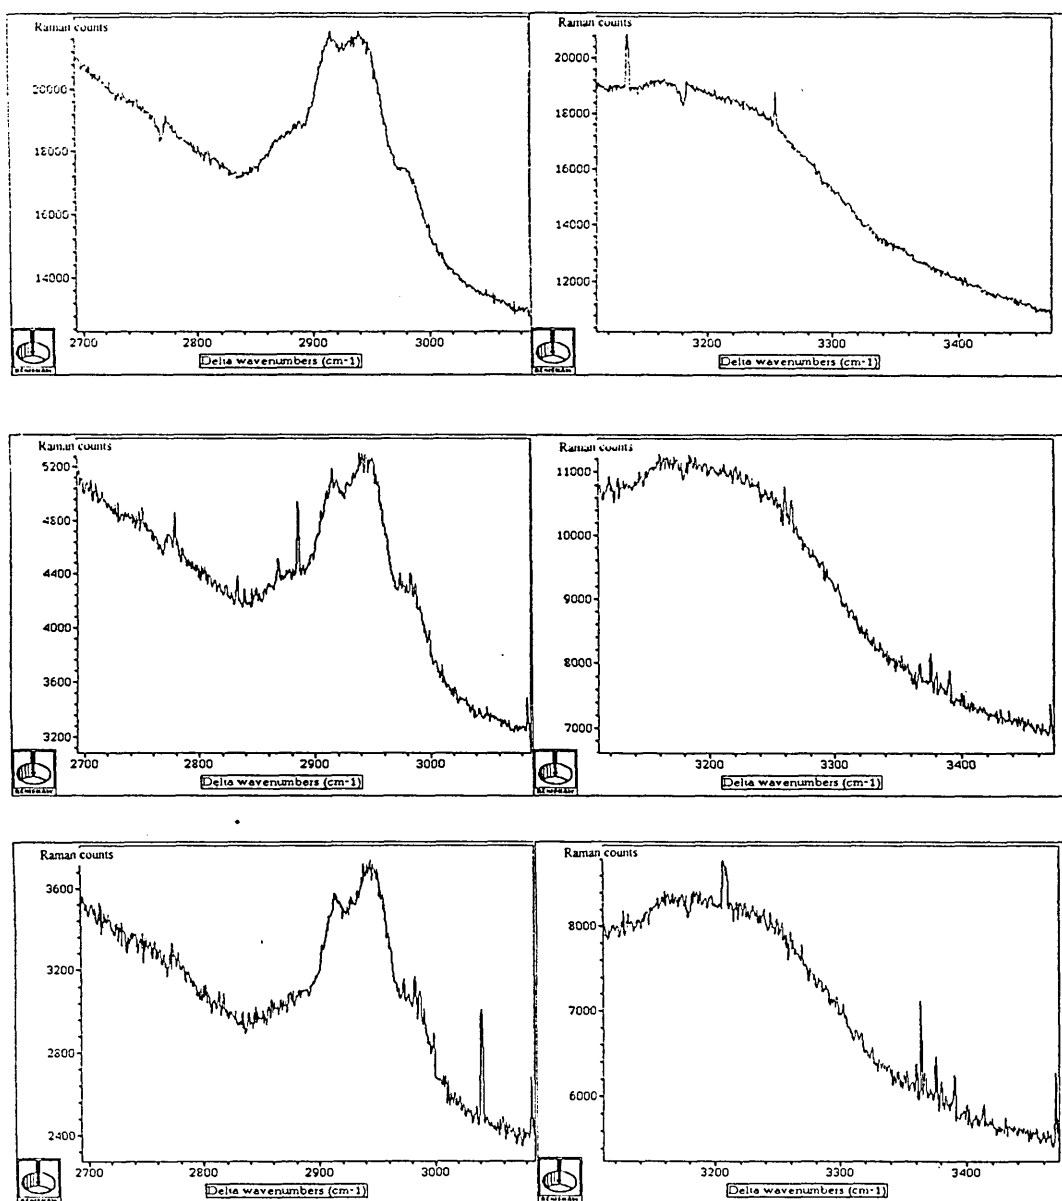 Raman counts
20000
18000
16000
14000
2700 2800 2900 3000
Delta wavenumbers (cm-1)
Raman counts
20000
18000
16000
14000
12000
3200 3300 3400
Delta wavenumbers (cm-1)
Raman counts
5200
4800
4400
4000
3600
3200
2700 2800 2900 3000
Delta wavenumbers (cm-1)
Raman counts
11000
10000
9000
8000
7000
3200 3300 3400
Delta wavenumbers (cm-1)
Raman counts
3600
3200
2800
2400
2700 2800 2900 3000
Delta wavenumbers (cm-1)
Raman counts
8000
7000
6000
3200 3300 3400
Delta wavenumbers (cm-1)